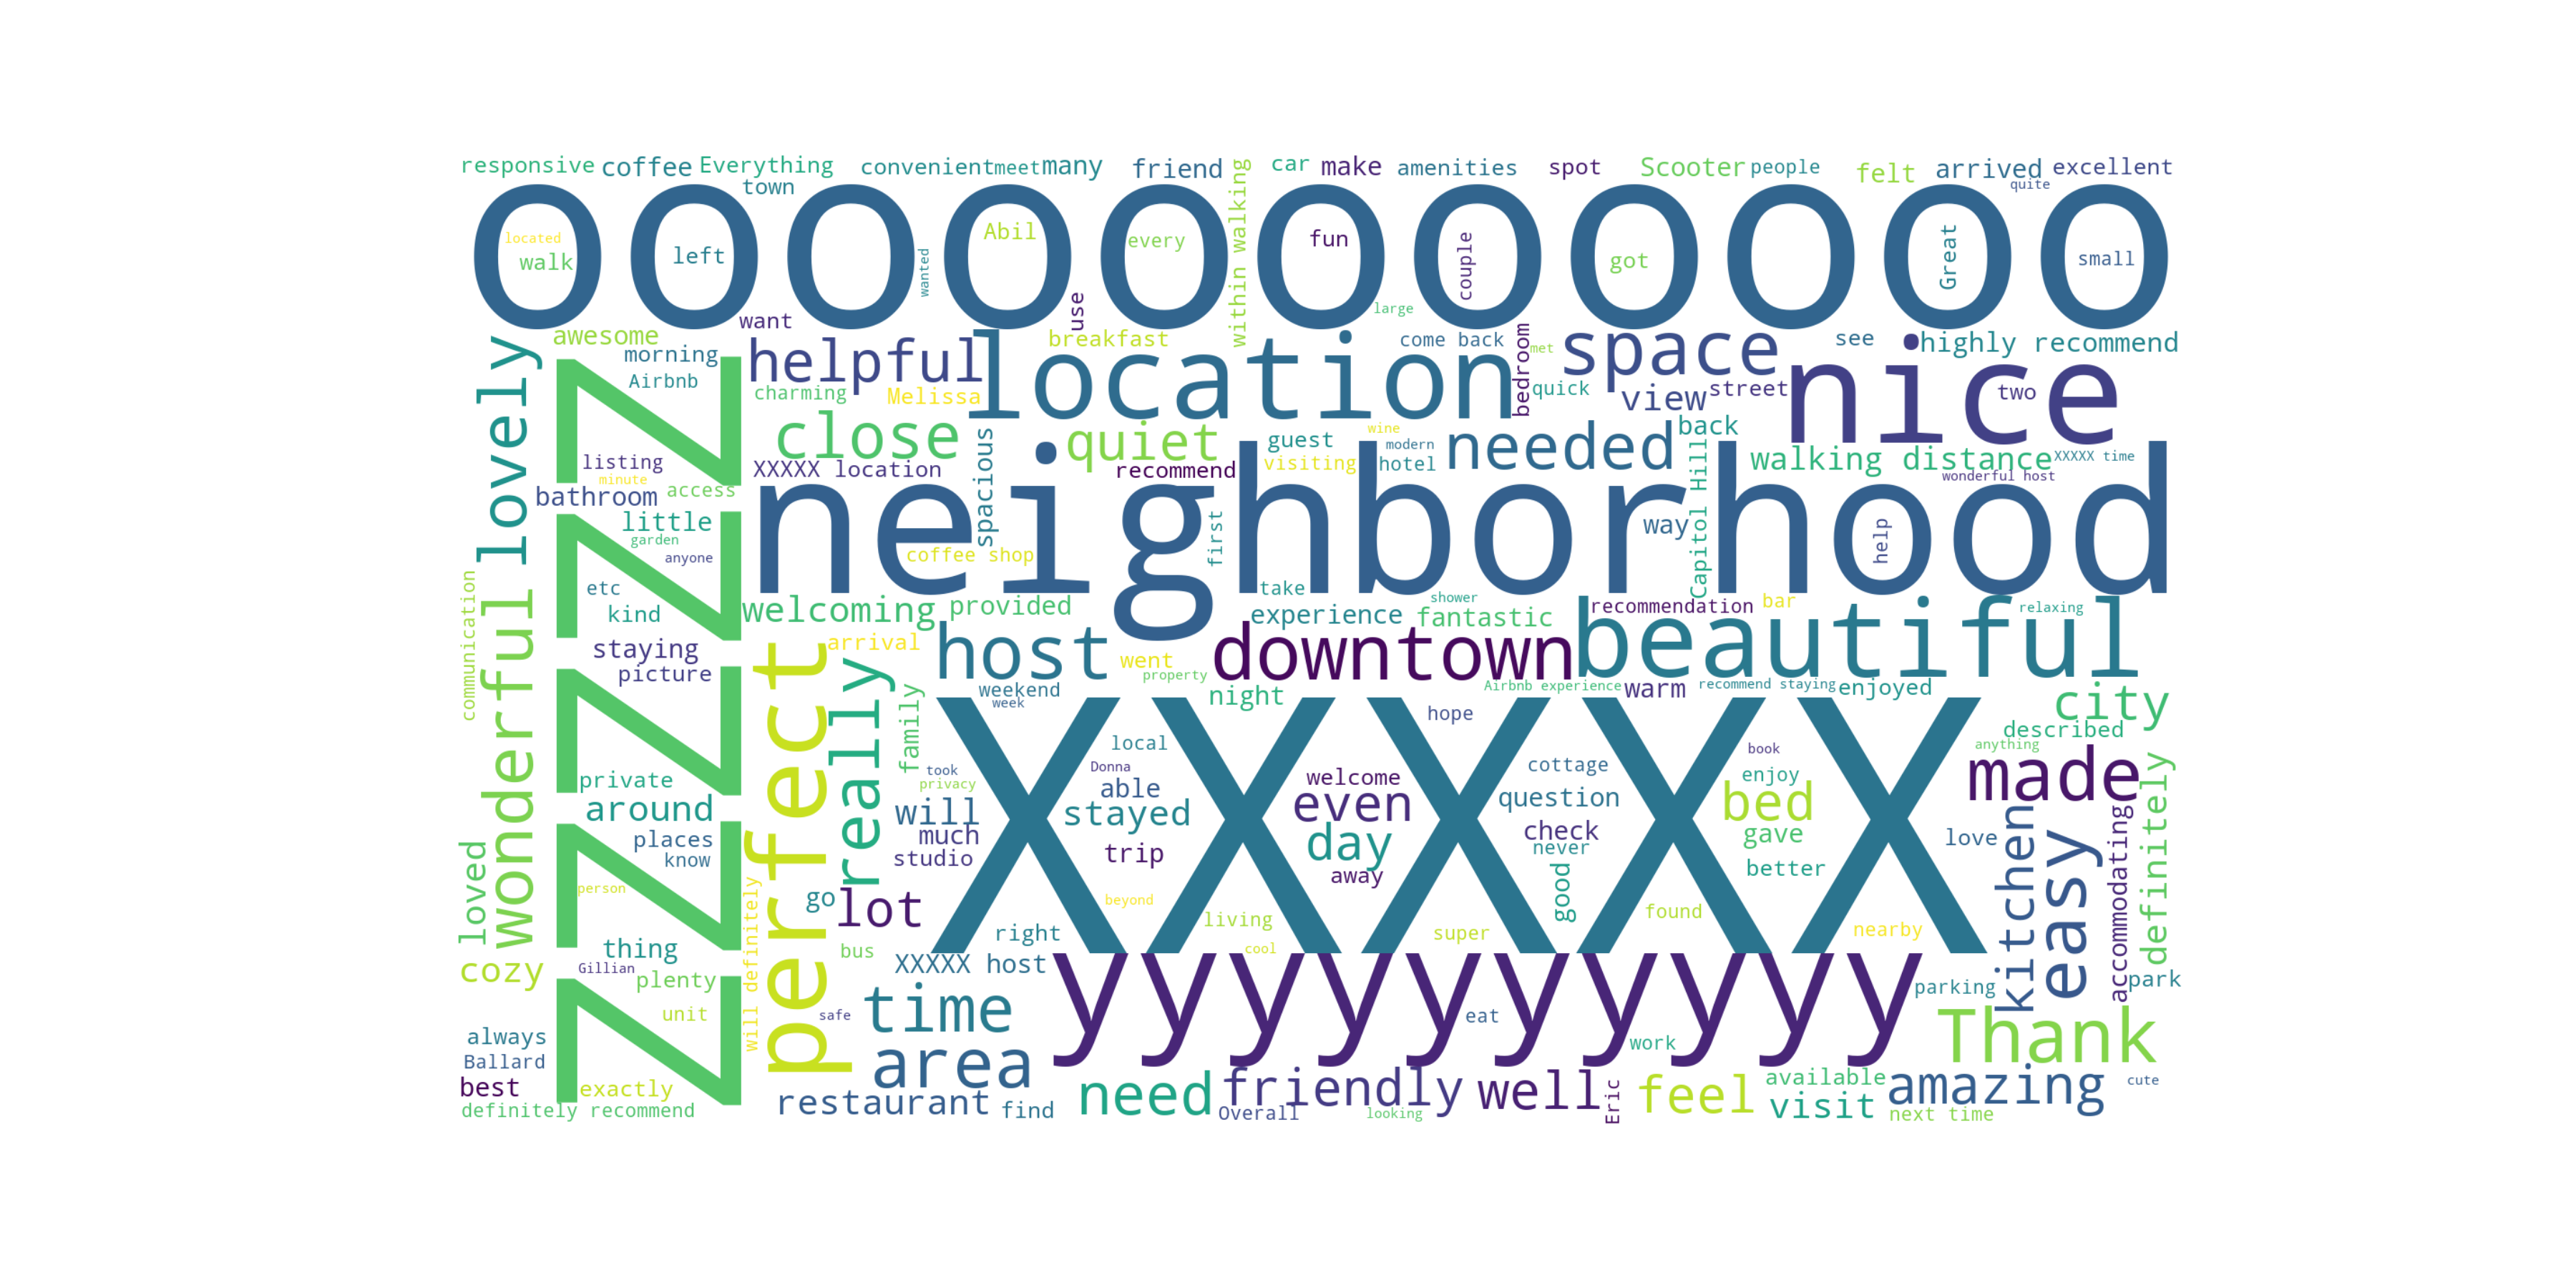 responsive coffee Everything convenient meet many friend car make amenities spot Scooter people felt arrived excellent
town within walking quite
ooooooooooo
located walk left wanted Abil every fun couple got Great small
large use want
awesome morning Airbnb helpful location breakfast come back bedroom met space see highly recommend
lovely charming Melissa quick view street nice two
close spacious quiet guest wine modern needed back
ZZZZZ
listing minute bathroom access XXXXX location recommend visiting hotel Capitol Hill walking distance XXXXX time wonderful host
neighborhood
little garden anyone coffee shop first way help
etc kind take shower
communication wonderful welcoming provided experience fantastic recommendation bar beautiful relaxing
staying picture perfect arrival host went property downtown
really family weekend week night Airbnb experience warm recommend staying enjoyed city
described anything
XXXXX
hope local Donna able stayed trip beyond
took privacy will much studio
welcome even day away
cottage question check never good
book enjoy bed gave better
made love kitchen easy accommodating definitely
private around places know person
loved thing Gillian plenty unit
cozy will definitely go lot bus right living cool super found nearby
XXXXX host
yyyyyyyyyy
parking park
safe time eat work Thank
always Ballard best exactly definitely recommend
area restaurant find need friendly Overall looking well Eric feel available visit amazing next time cute